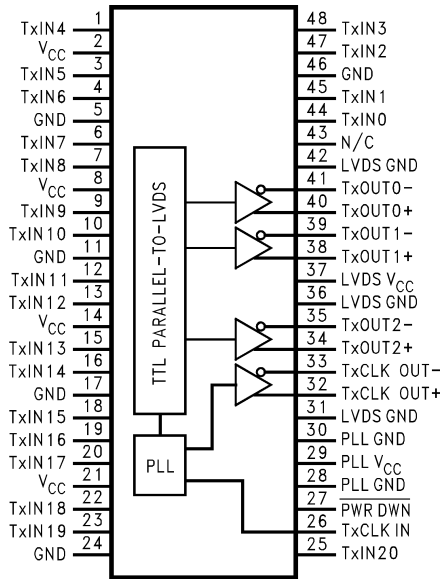 TxIN4 1 48 TxIN3
VCC 2 47 TxIN2
TxIN5 3 46 GND
TxIN6 4 45 TxIN1
GND 5 44 TxIN0
TxIN7 6 43 N/C
TxIN8 7 42 LVDS GND
VCC 8 41 TxOUT0-
TxIN9 9 40 TxOUT0+
TxIN10 10 39 TxOUT1-
GND 11 38 TxOUT1+
TxIN11 12 37 LVDS VCC
TxIN12 13 36 LVDS GND
VCC 14 35 TxOUT2-
TxIN13 15 34 TxOUT2+
TxIN14 16 33 TxCLK OUT-
GND 17 32 TxCLK OUT+
TxIN15 18 31 LVDS GND
TxIN16 19 30 PLL GND
TxIN17 20 29 PLL VCC
VCC 21 28 PLL GND
TxIN18 22 27 PWR DWN
TxIN19 23 26 TxCLK IN
GND 24 25 TxIN20
TTL PARALLEL-TO-LVDS
PLL